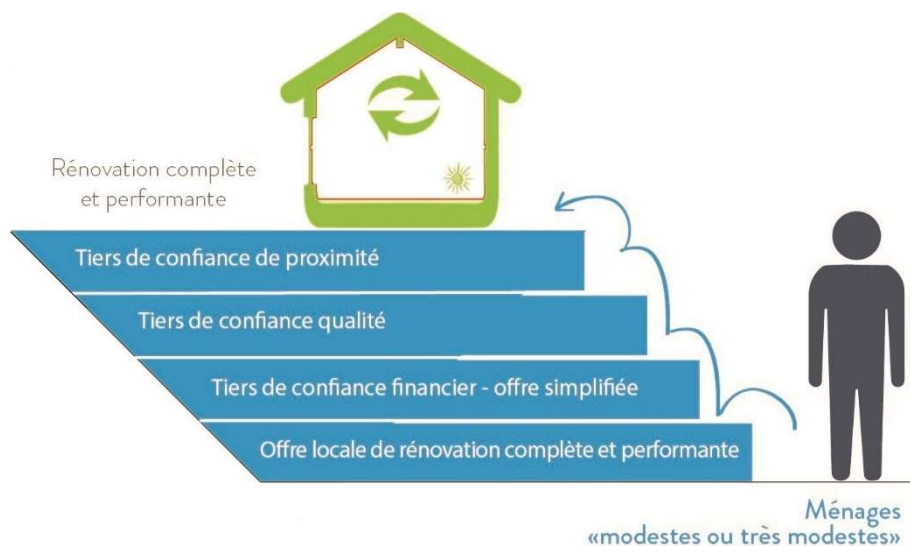 Rénovation complète
et performante
Tiers de confiance de proximité
Tiers de confiance qualité
Tiers de confiance financier - offre simplifiée
Offre locale de rénovation complète et performante
Ménages
«modestes ou très modestes»